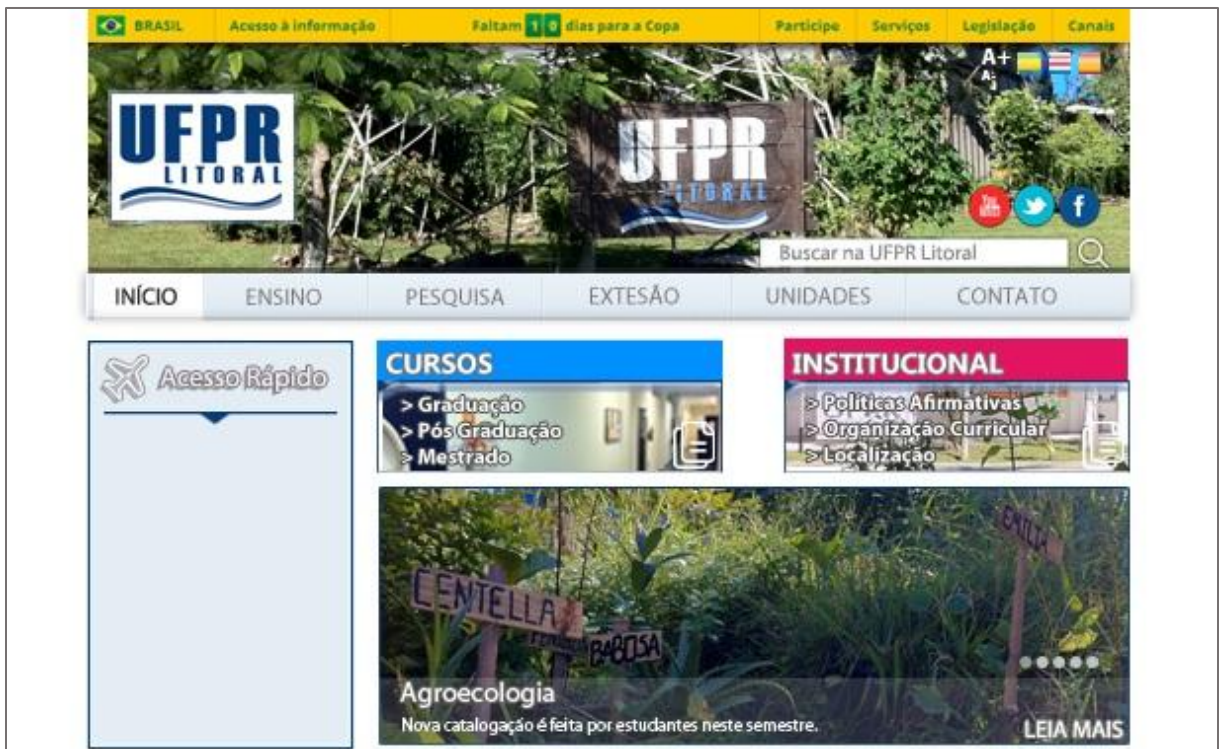 BRASIL Acesso à informação Faltam 10 dias para a Copa Participe Serviços Legislação Canais
A+
A-
UFPR
LITORAL
UFPR
LITORAL
You
Buscar na UFPR Litoral
INÍCIO ENSINO PESQUISA EXTESÃO UNIDADES CONTATO
Acesso Rápido
CURSOS
> Graduação
> Pós Graduação
> Mestrado
INSTITUCIONAL
> Políticas Afirmativas
> Organização Curricular
> Localização
EMILIA
CENTELLA
BABOSA
Agroecologia
Nova catalogação é feita por estudantes neste semestre.
LEIA MAIS